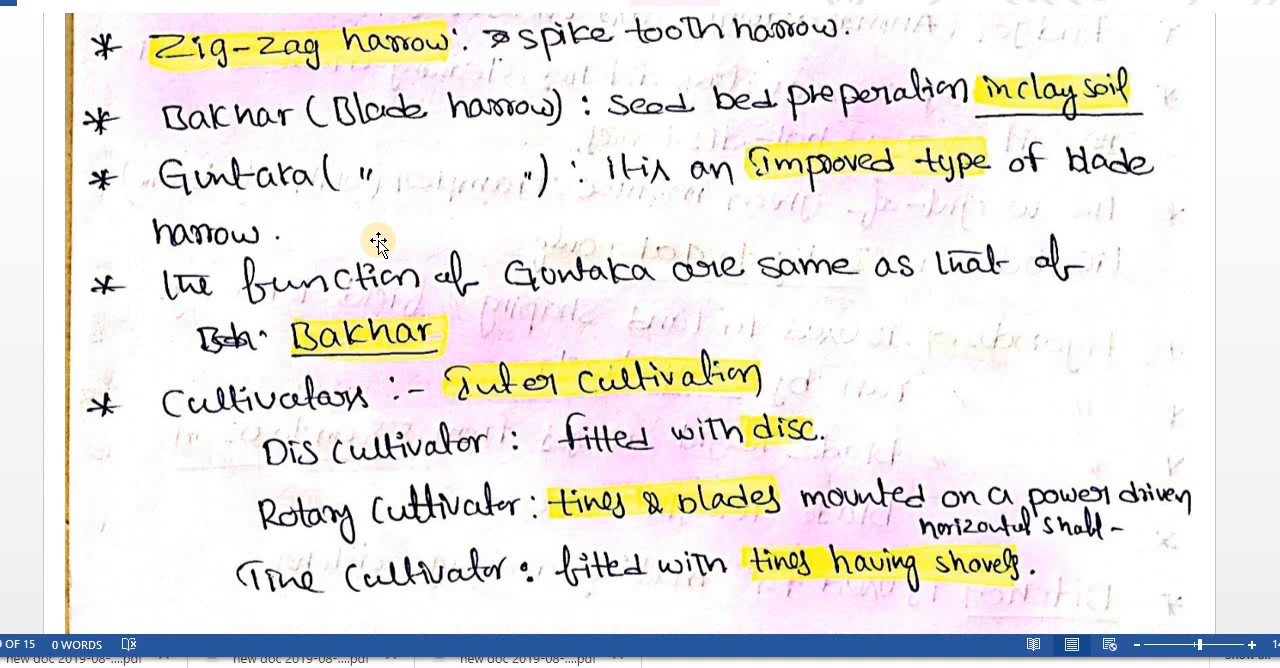 * Zig-zag harrow: spike tooth harrow.
* Bakhar (Blade harrow) : seed bed preperation in clay soil
* Guntaka ( " " ) : it is an Improved type of blade
harrow.
* The function of Guntaka are same as that of
Bakhar
* Cultivators :- Inter cultivation
Dis cultivator : fitted with disc.
Rotary Cultivator : tines & blades mounted on a power driven
horizontal shaft -
Tine Cultivator : fitted with tines having shovels.
OF 15 0 WORDS
new doc 2019-08-....pdf new doc 2019-08-....pdf new doc 2019-08-....pdf